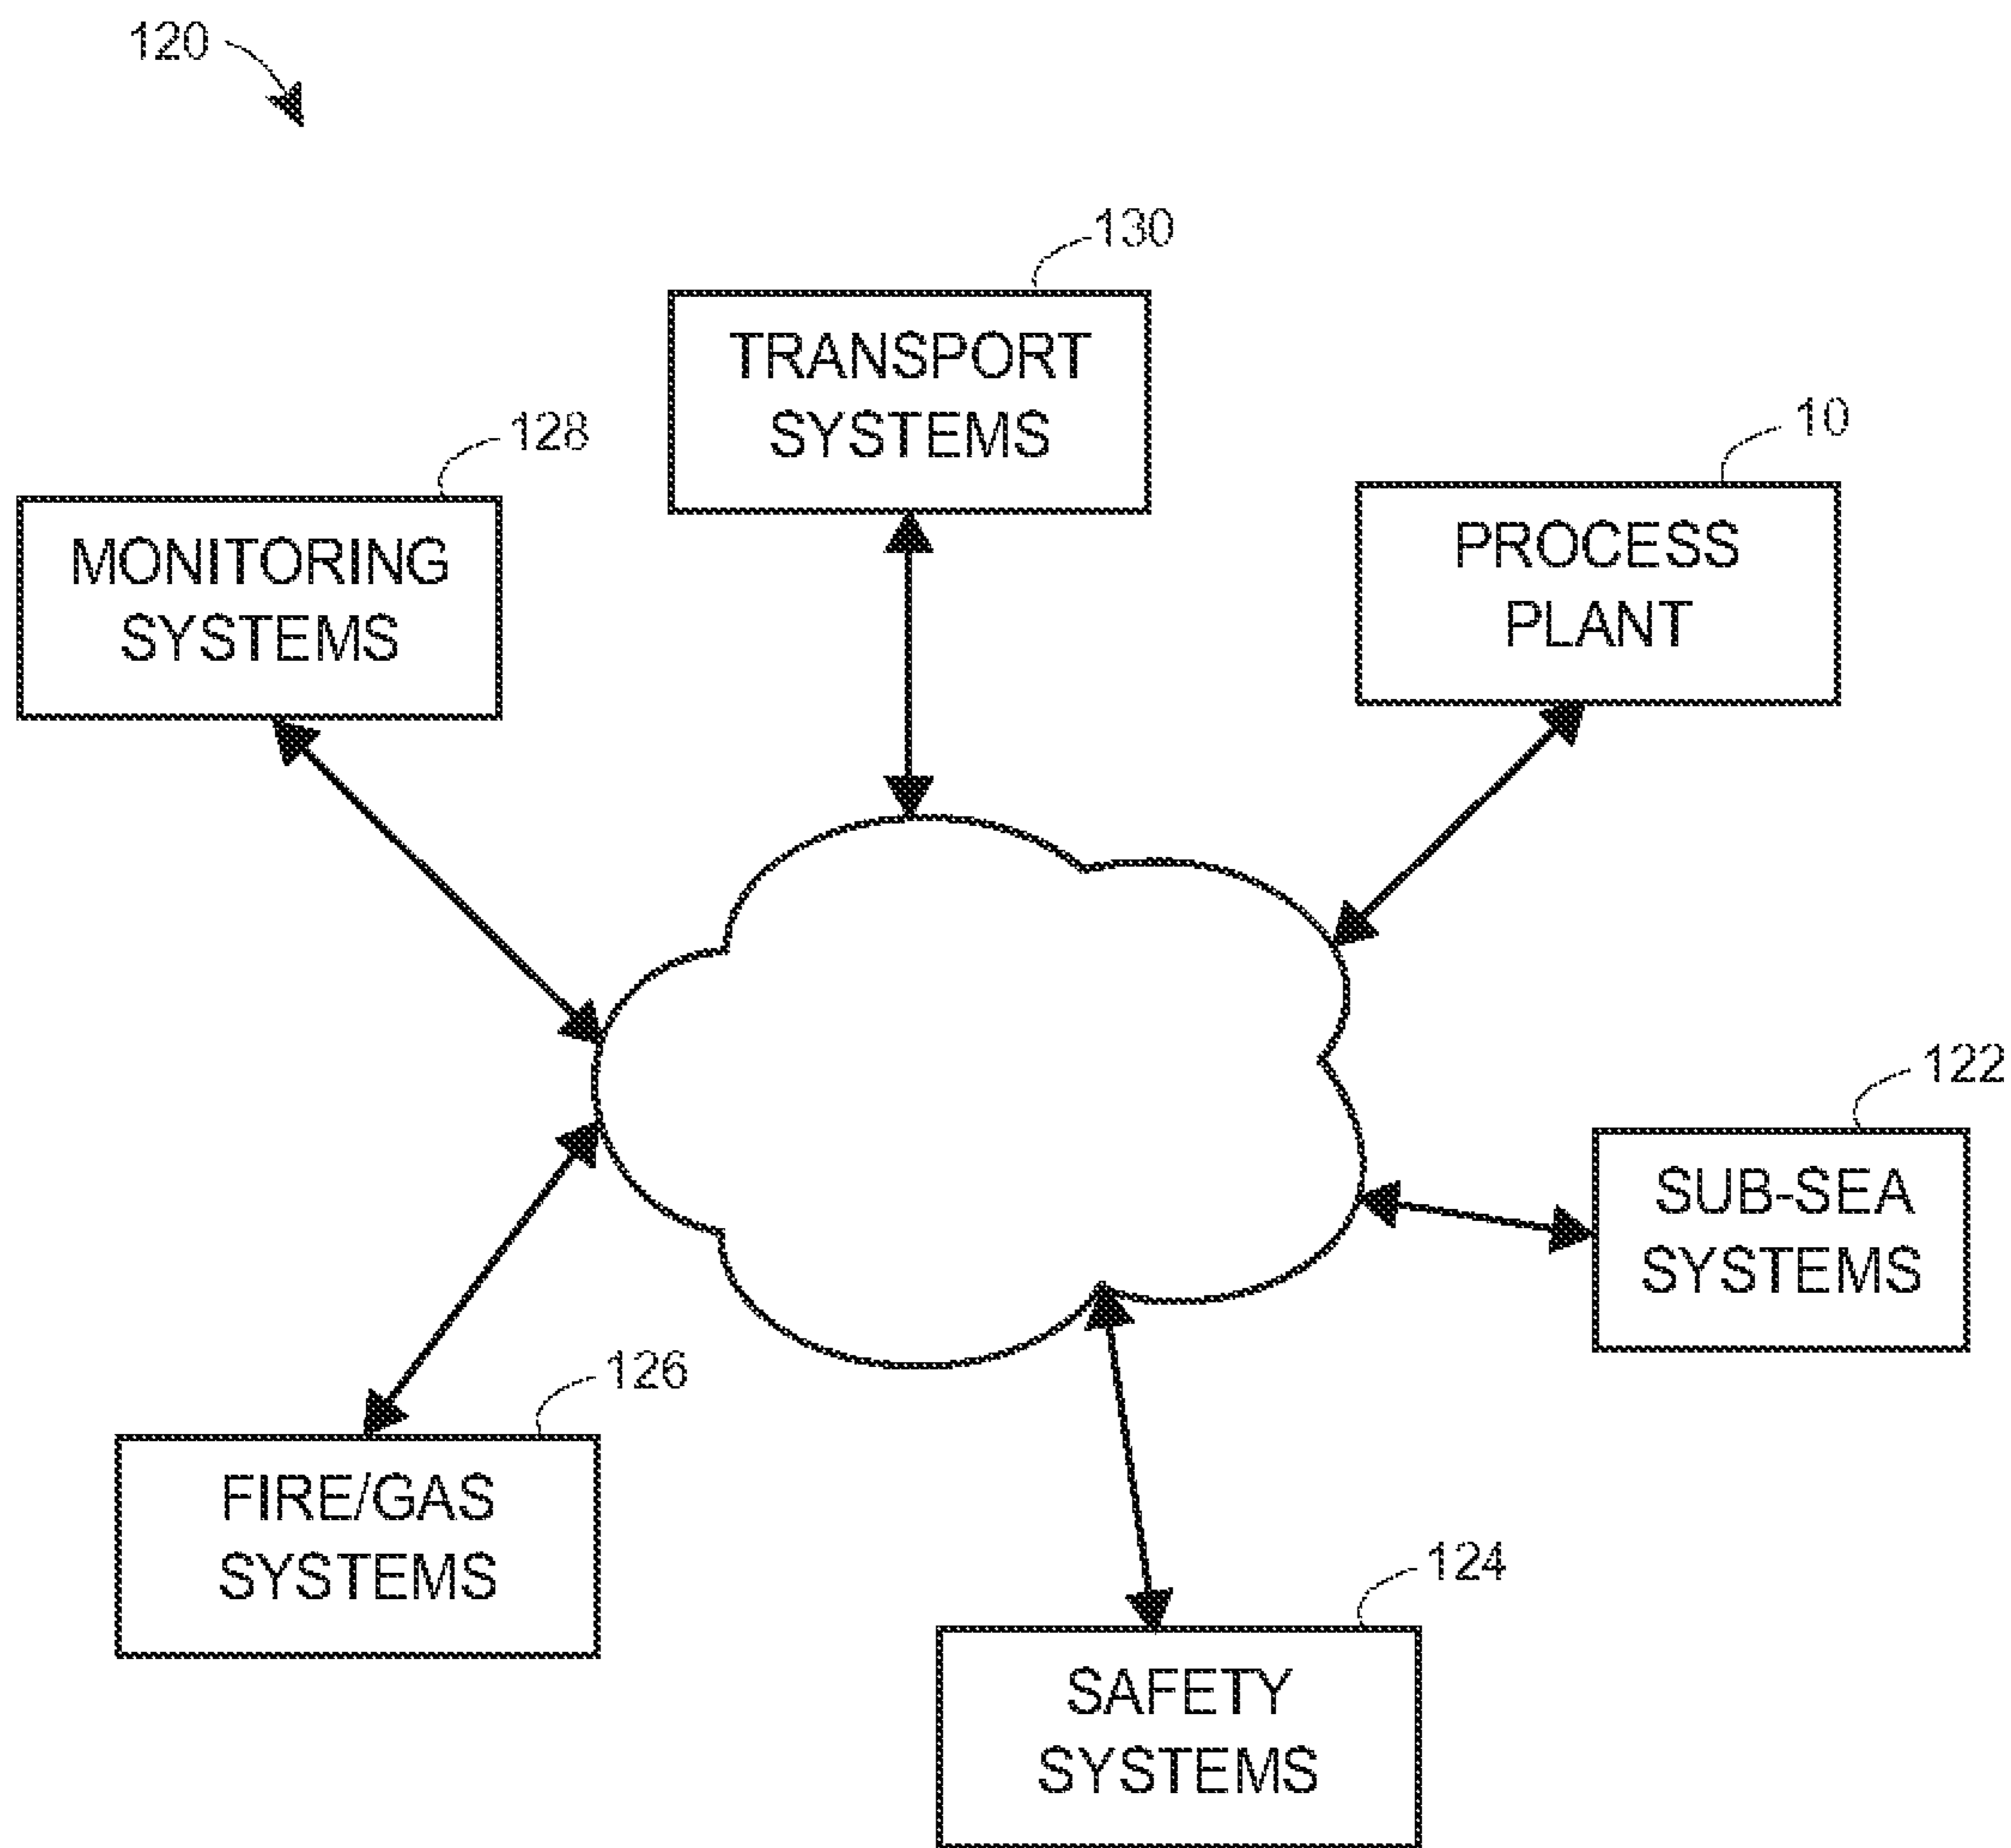 120
130
TRANSPORT
SYSTEMS
128
MONITORING
SYSTEMS
10
PROCESS
PLANT
122
SUB-SEA
SYSTEMS
126
FIRE/GAS
SYSTEMS
124
SAFETY
SYSTEMS